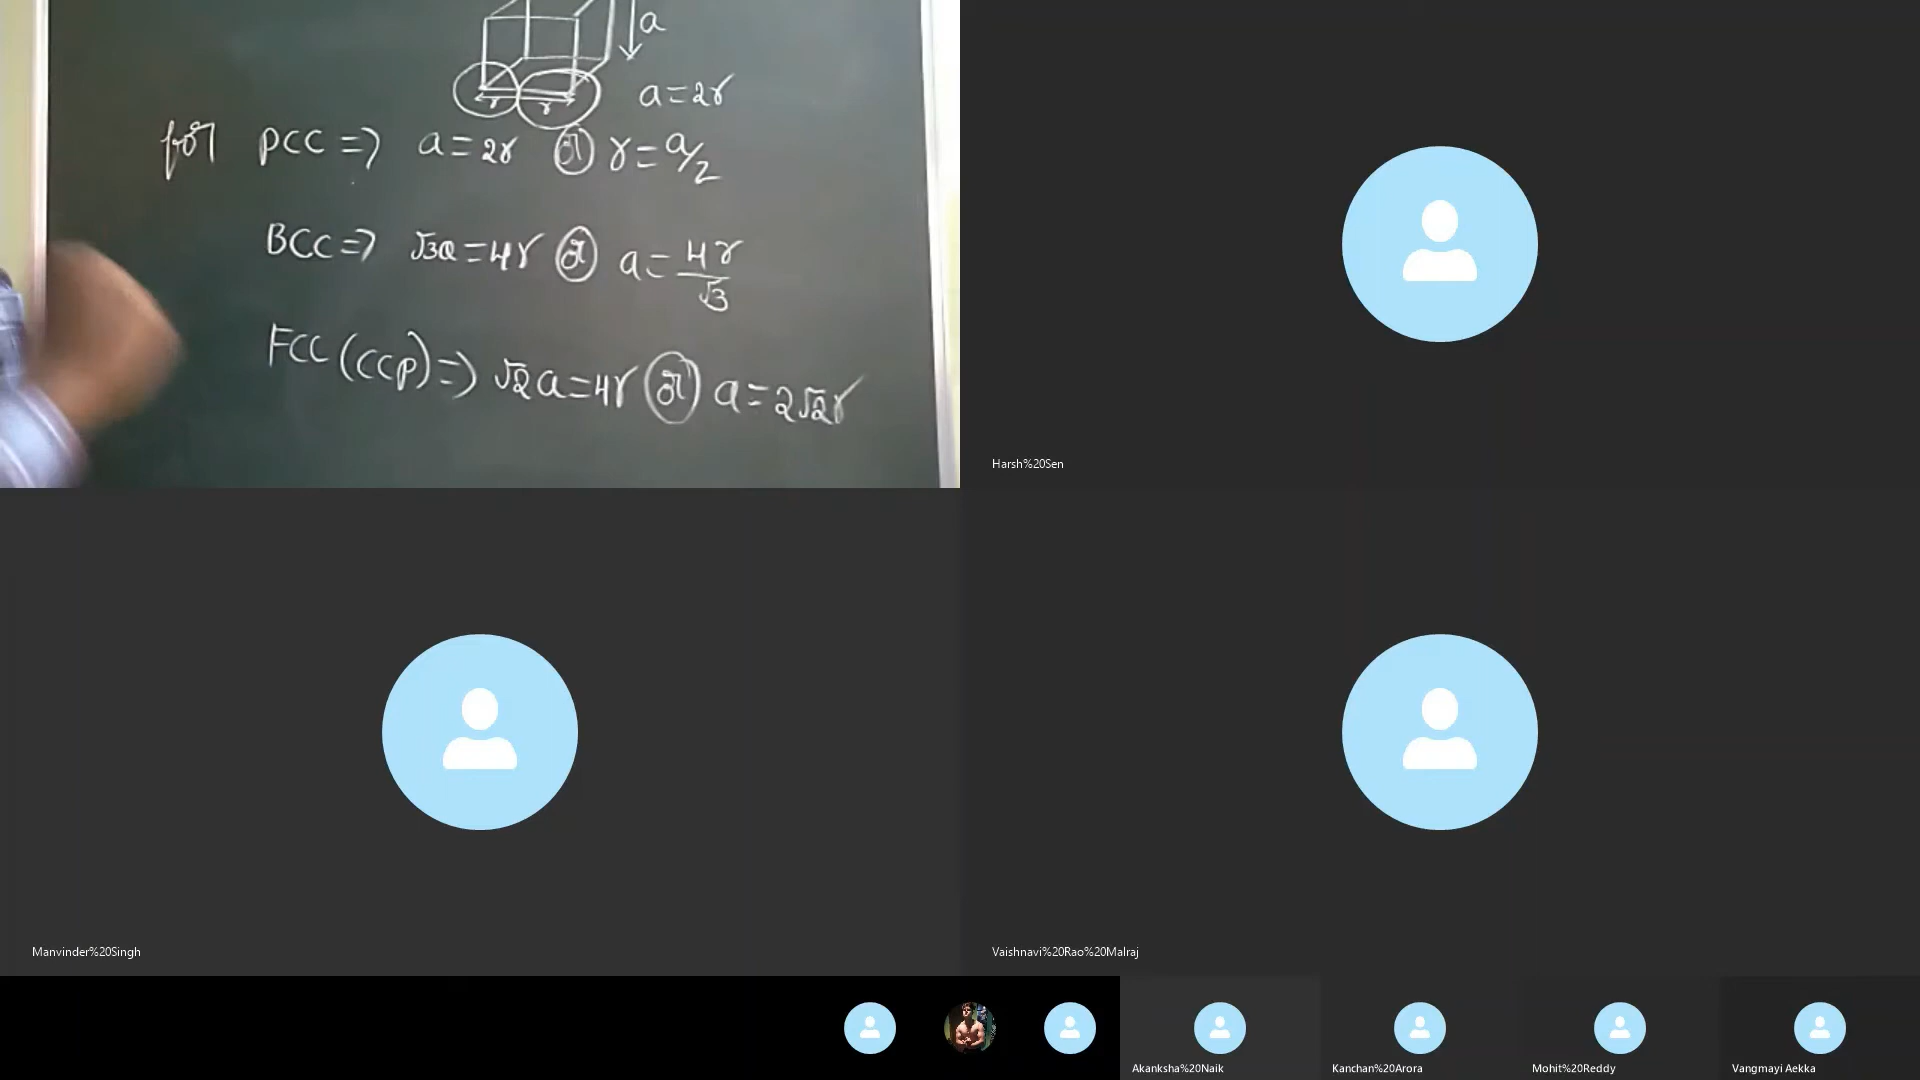 a
r r
a=2r
for PCC => a=2r or r=a/2
BCC => √3a=4r or a=4r/√3
FCC (CCP) => √2a=4r or a=2√2r
Harsh%20Sen
Manvinder%20Singh
Vaishnavi%20Rao%20Malraj
Akanksha%20Naik
Kanchan%20Arora
Mohit%20Reddy
Vangmayi Aekka